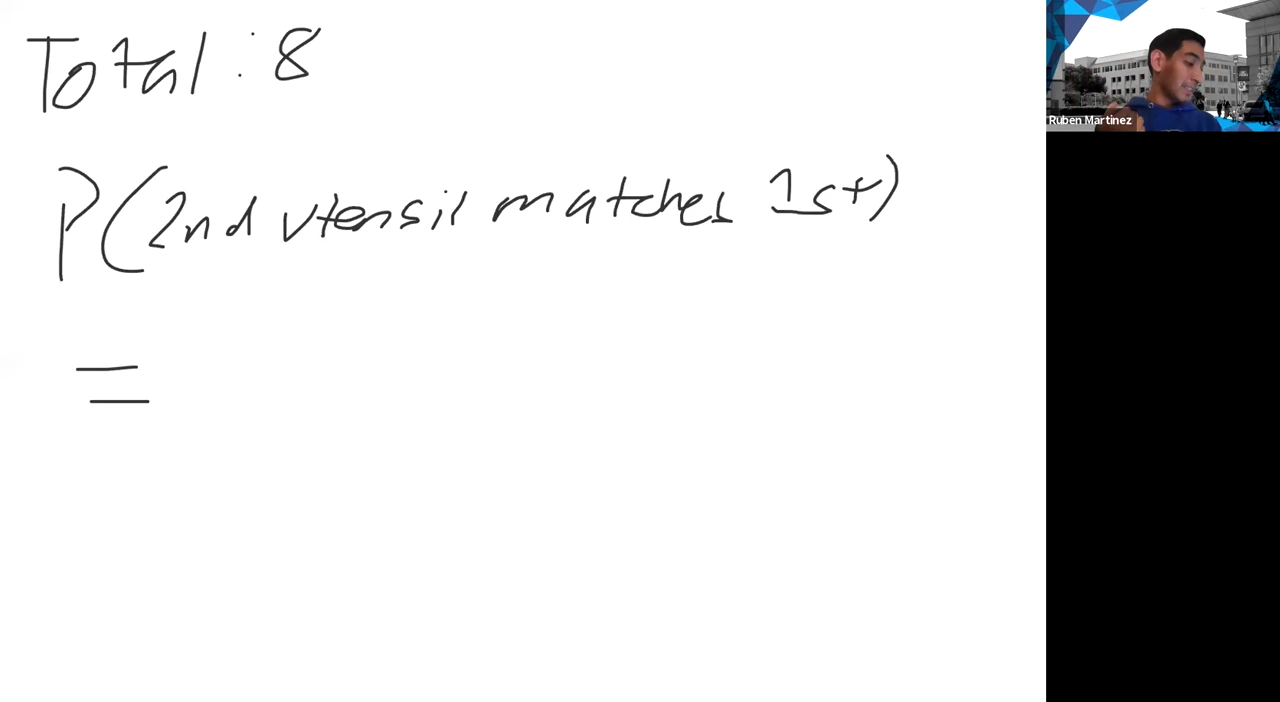 Total : 8
P(2nd utensil matches 1st)
=
Ruben Martinez